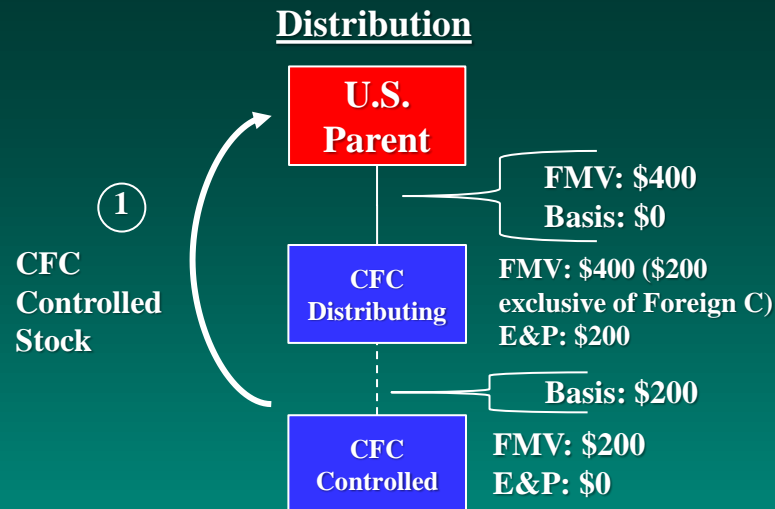 Distribution
U.S.
Parent
FMV: $400
Basis: $0
1
CFC
Controlled
Stock
CFC
Distributing
FMV: $400 ($200
exclusive of Foreign C)
E&P: $200
Basis: $200
CFC
Controlled
FMV: $200
E&P: $0